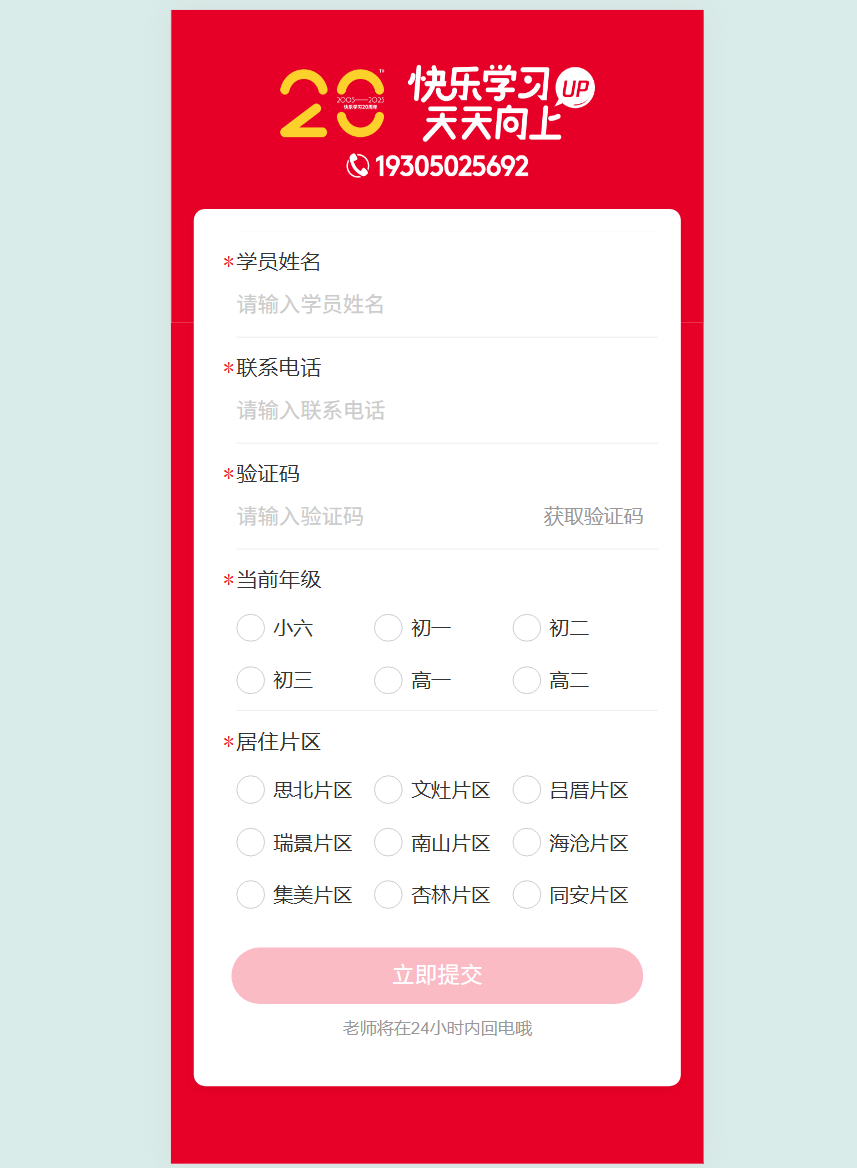 20
TM
2005——2025
快乐学习20周年
快乐学习
UP
天天向上
19305025692
*学员姓名
请输入学员姓名
*联系电话
请输入联系电话
*验证码
请输入验证码 获取验证码
*当前年级
小六 初一 初二
初三 高一 高二
*居住片区
思北片区 文灶片区 吕厝片区
瑞景片区 南山片区 海沧片区
集美片区 杏林片区 同安片区
立即提交
老师将在24小时内回电哦